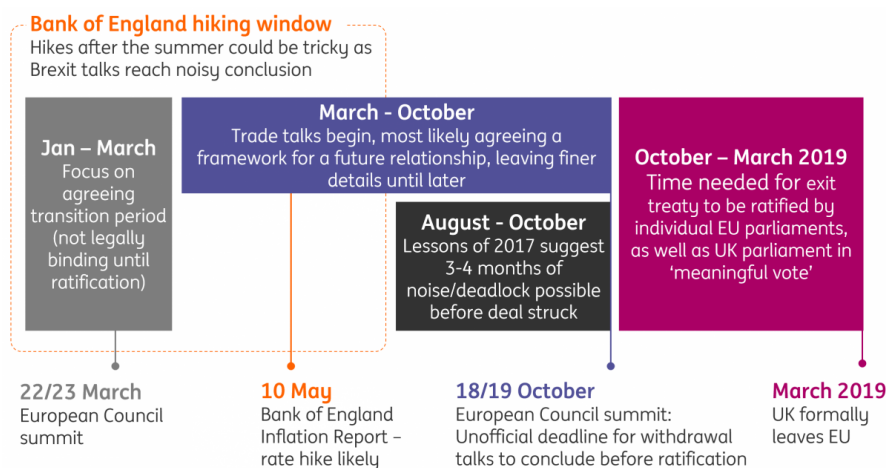 Bank of England hiking window
Hikes after the summer could be tricky as
Brexit talks reach noisy conclusion
Jan – March
Focus on
agreeing
transition period
(not legally
binding until
ratification)
March - October
Trade talks begin, most likely agreeing a
framework for a future relationship, leaving finer
details until later
August - October
Lessons of 2017 suggest
3-4 months of
noise/deadlock possible
before deal struck
October – March 2019
Time needed for exit
treaty to be ratified by
individual EU parliaments,
as well as UK parliament in
‘meaningful vote’
22/23 March
European Council
summit
10 May
Bank of England
Inflation Report –
rate hike likely
18/19 October
European Council summit:
Unofficial deadline for withdrawal
talks to conclude before ratification
March 2019
UK formally
leaves EU